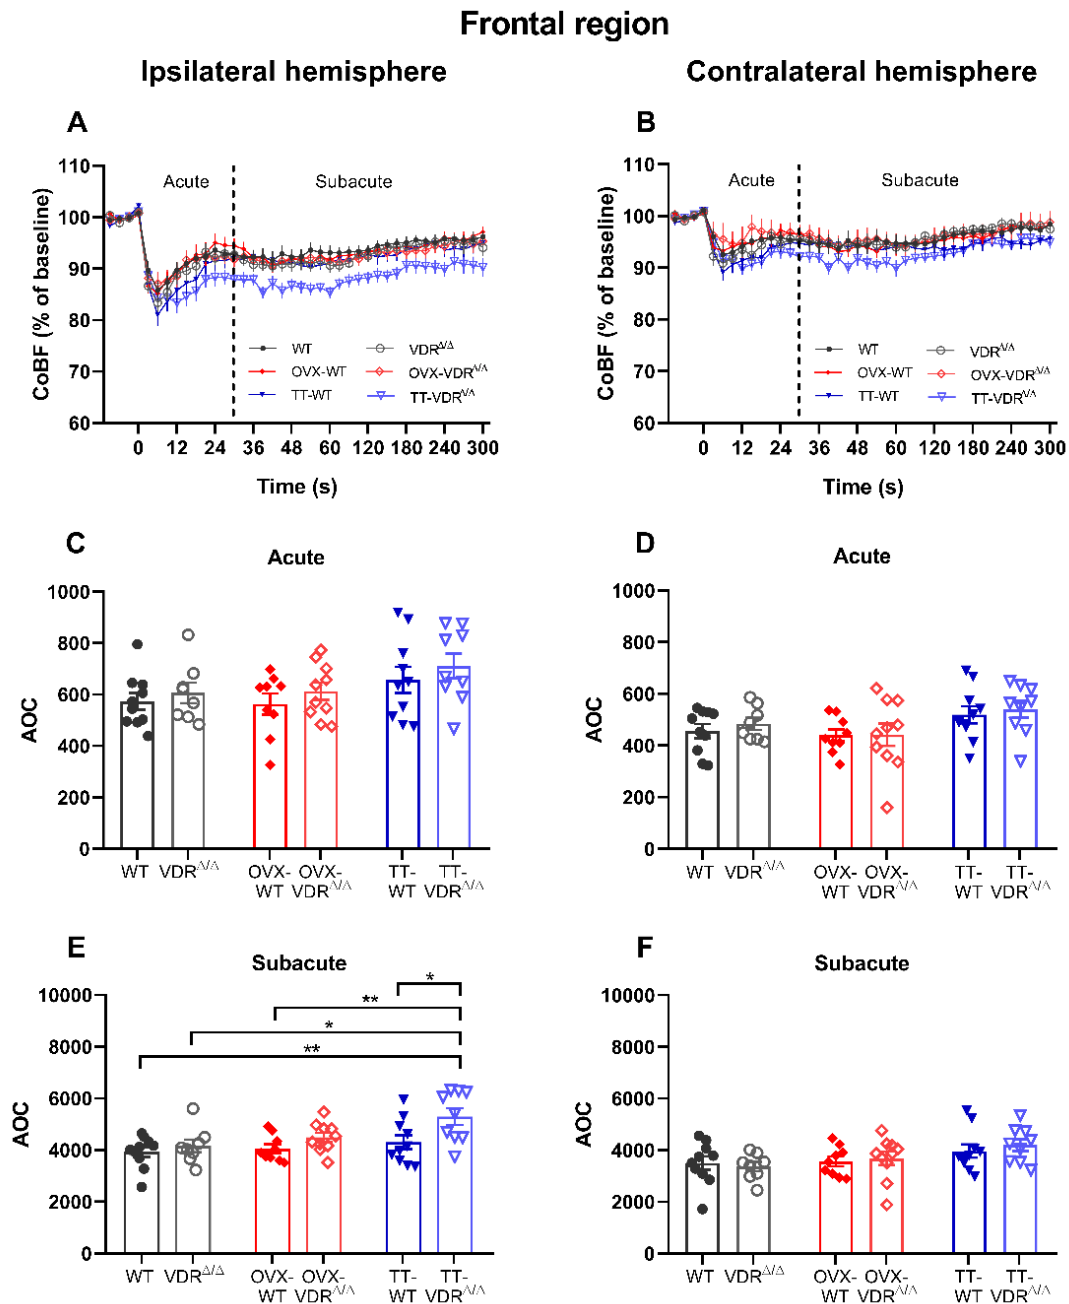 Frontal region
Ipsilateral hemisphere
Contralateral hemisphere
A
110
100
90
80
70
60
CoBF (% of baseline)
Acute
Subacute
WT
VDR^Δ/Δ
OVX-WT
OVX-VDR^Δ/Δ
TT-WT
TT-VDR^Δ/Δ
0 12 24 36 48 60 120 180 240 300
Time (s)
B
110
100
90
80
70
60
CoBF (% of baseline)
Acute
Subacute
WT
VDR^Δ/Δ
OVX-WT
OVX-VDR^Δ/Δ
TT-WT
TT-VDR^Δ/Δ
0 12 24 36 48 60 120 180 240 300
Time (s)
C
Acute
1000
800
600
400
200
0
AOC
WT VDR^Δ/Δ OVX- OVX- TT- TT-
WT VDR^Δ/Δ WT VDR^Δ/Δ
D
Acute
1000
800
600
400
200
0
AOC
WT VDR^Δ/Δ OVX- OVX- TT- TT-
WT VDR^Δ/Δ WT VDR^Δ/Δ
E
Subacute
10000
8000
6000
4000
2000
0
AOC
*
**
*
**
WT VDR^Δ/Δ OVX- OVX- TT- TT-
WT VDR^Δ/Δ WT VDR^Δ/Δ
F
Subacute
10000
8000
6000
4000
2000
0
AOC
WT VDR^Δ/Δ OVX- OVX- TT- TT-
WT VDR^Δ/Δ WT VDR^Δ/Δ